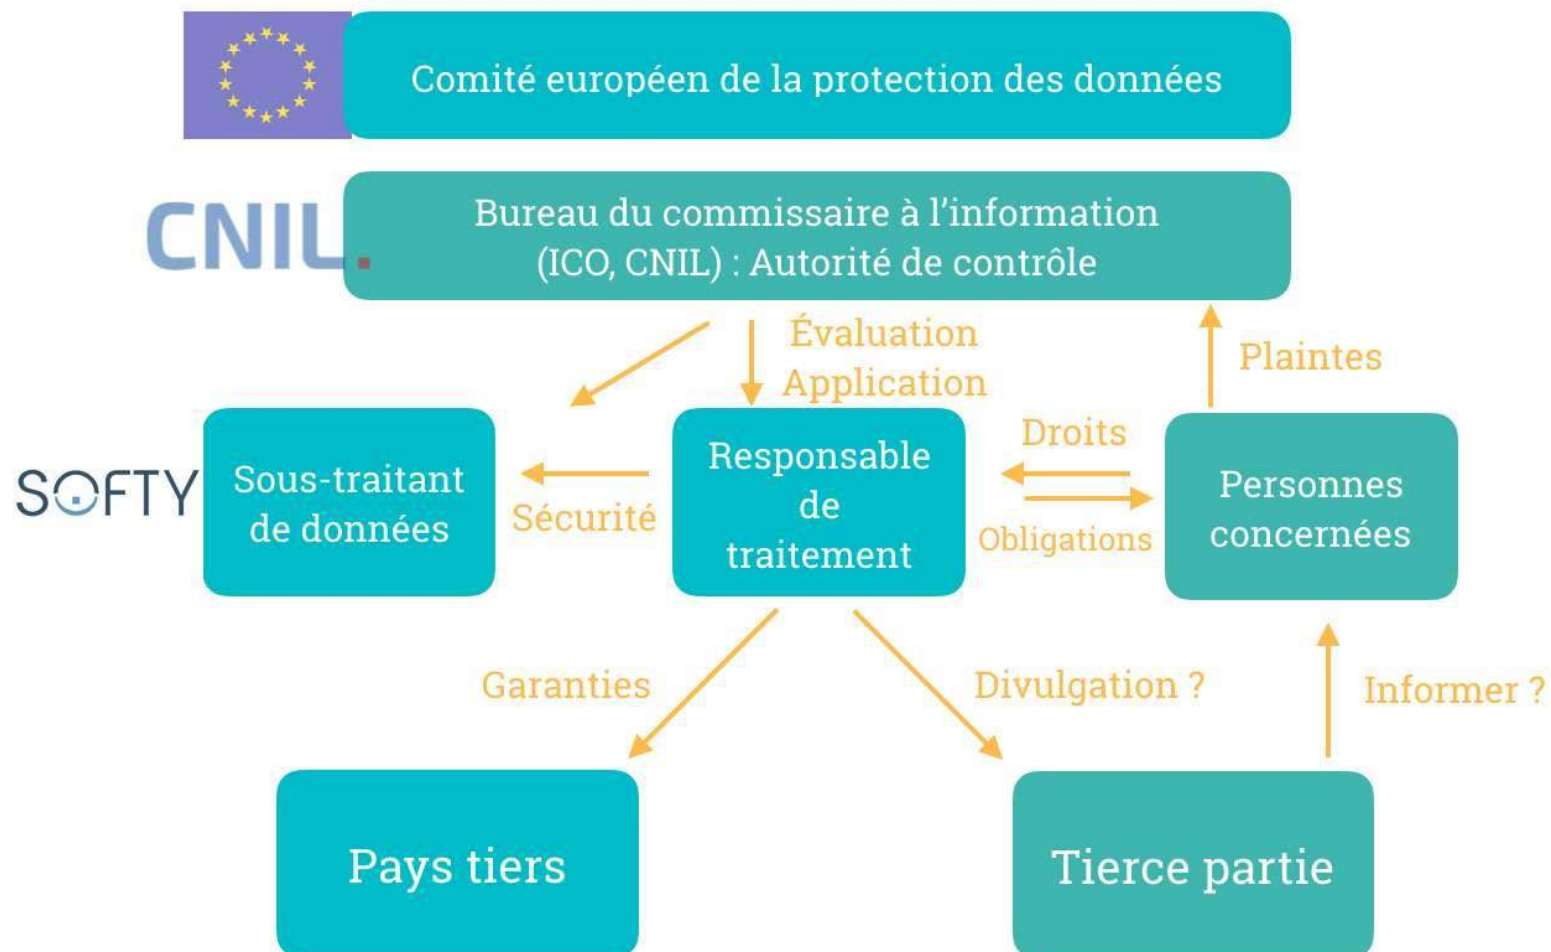 Comité européen de la protection des données
CNIL.
Bureau du commissaire à l'information
(ICO, CNIL) : Autorité de contrôle
Évaluation
Application
Plaintes
SOFTY
Sous-traitant
de données
Sécurité
Responsable
de
traitement
Droits
Obligations
Personnes
concernées
Garanties
Divulgation ?
Informer ?
Pays tiers
Tierce partie